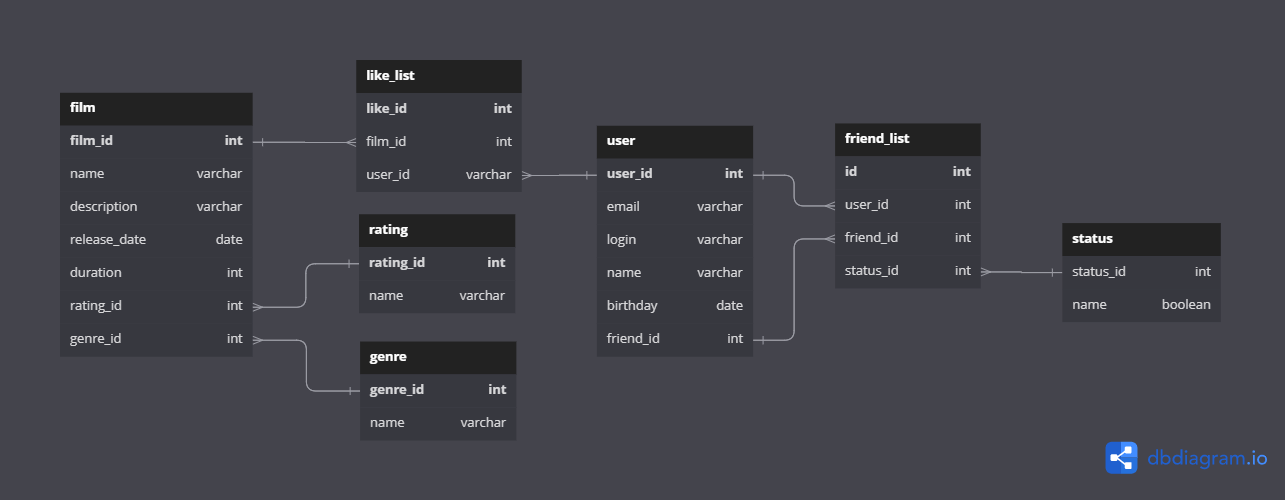 film
film_id int
name varchar
description varchar
release_date date
duration int
rating_id int
genre_id int
like_list
like_id int
film_id int
user_id varchar
rating
rating_id int
name varchar
genre
genre_id int
name varchar
user
user_id int
email varchar
login varchar
name varchar
birthday date
friend_id int
friend_list
id int
user_id int
friend_id int
status_id int
status
status_id int
name boolean
dbdiagram.io